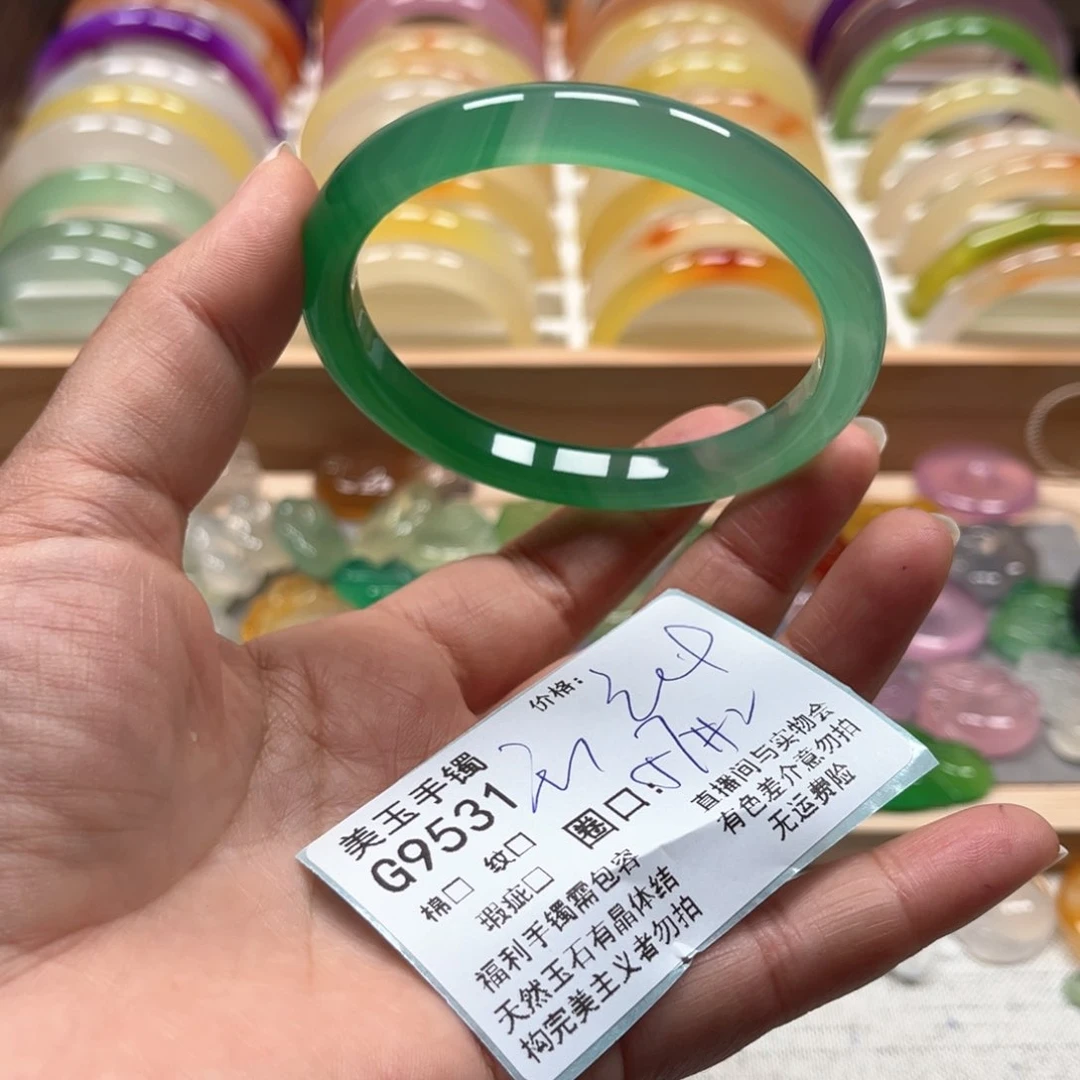 价格：
美玉手镯
G9531
圈口：57
棉□ 纹□
瑕疵□
福利手镯需包容
天然玉石有晶体结
构完美主义者勿拍
直播间与实物会
有色差介意勿拍
无运费险